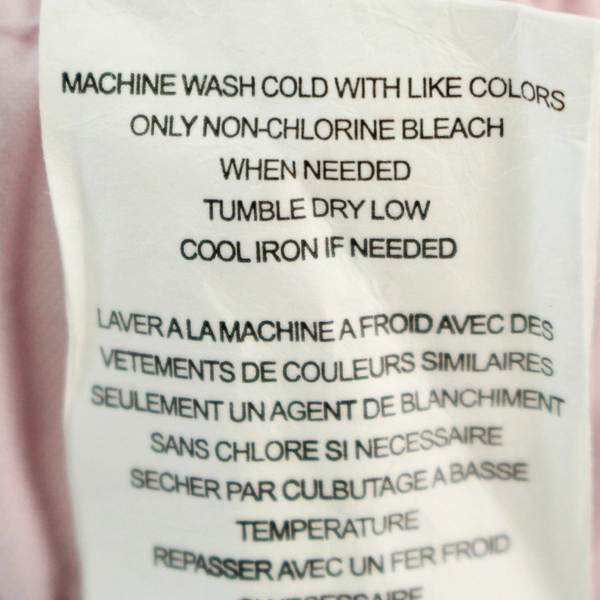 MACHINE WASH COLD WITH LIKE COLORS
ONLY NON-CHLORINE BLEACH
WHEN NEEDED
TUMBLE DRY LOW
COOL IRON IF NEEDED
LAVER A LA MACHINE A FROID AVEC DES
VETEMENTS DE COULEURS SIMILAIRES
SEULEMENT UN AGENT DE BLANCHIMENT
SANS CHLORE SI NECESSAIRE
SECHER PAR CULBUTAGE A BASSE
TEMPERATURE
REPASSER AVEC UN FER FROID